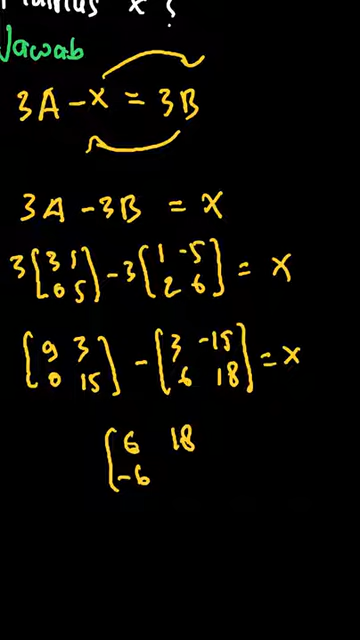 x?
Jawab
3A - x = 3B
3A - 3B = x
3 [3 1; 0 5] - 3 [1 -5; 2 6] = x
[9 3; 0 15] - [3 -15; 6 18] = x
[6 18; -6